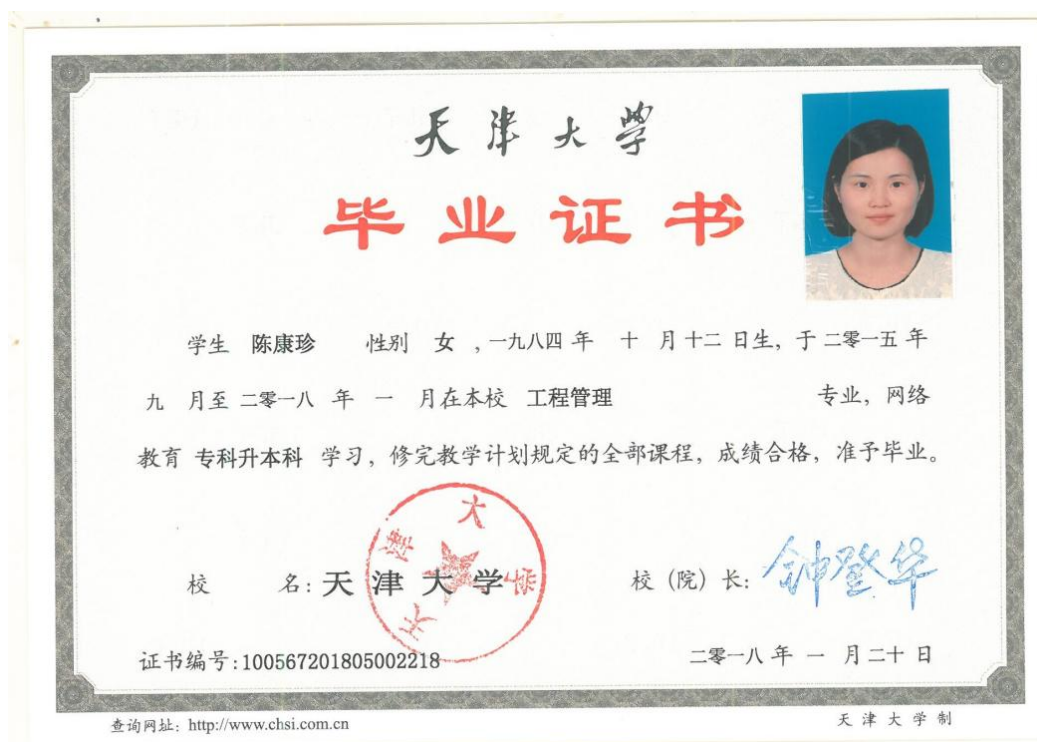 天津大学
毕业证书
学生 陈康珍 性别 女 ,一九八四 年 十 月 十二 日生，于 二零一五 年
九 月至 二零一八 年 一 月在本校 工程管理 专业，网络
教育 专科升本科 学习，修完教学计划规定的全部课程，成绩合格，准予毕业。
天津大学
校 名:天津大学 校（院）长: 钟登华
证书编号:100567201805002218 二零一八 年 一 月 二十 日
查询网址：http://www.chsi.com.cn 天津大学制